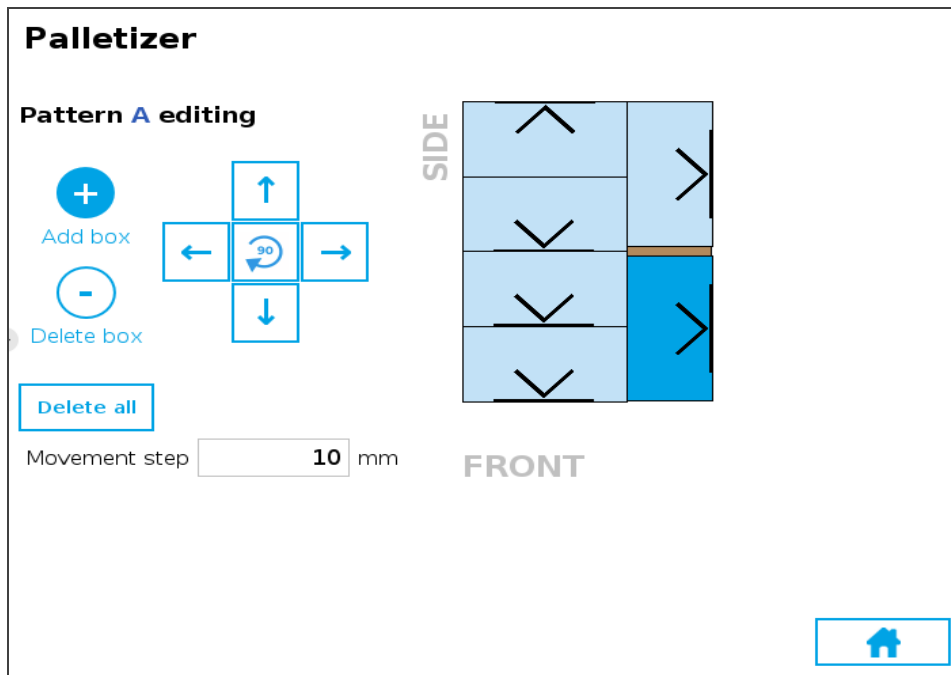 Palletizer
Pattern A editing
SIDE
+
Add box
90
-
Delete box
Delete all
Movement step 10 mm
FRONT